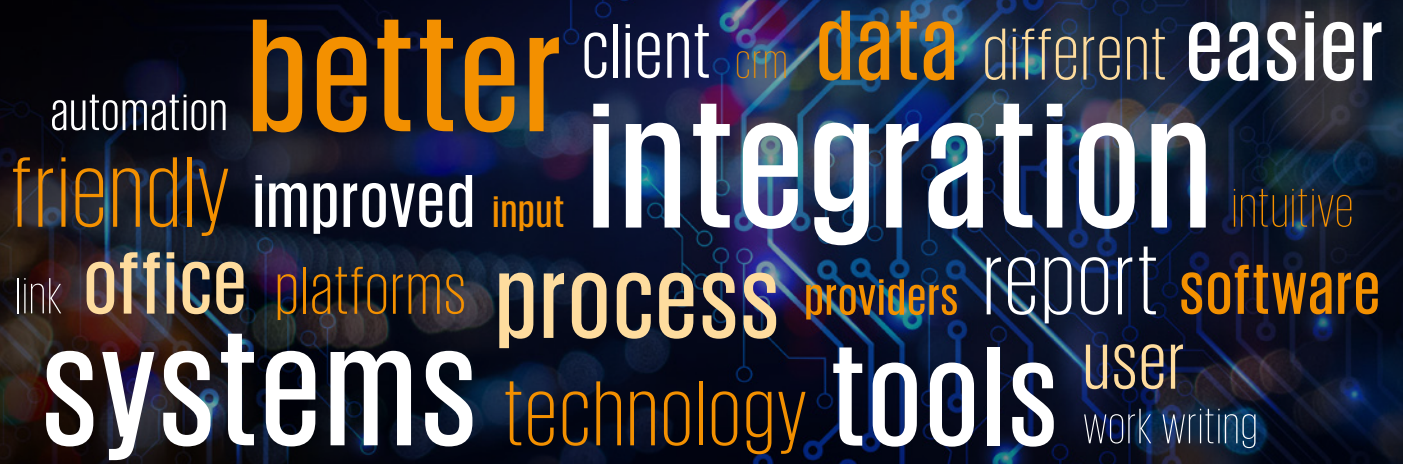 better client crm data different easier
automation integration
friendly improved input intuitive
link office platforms process providers report software
systems technology tools user
work writing